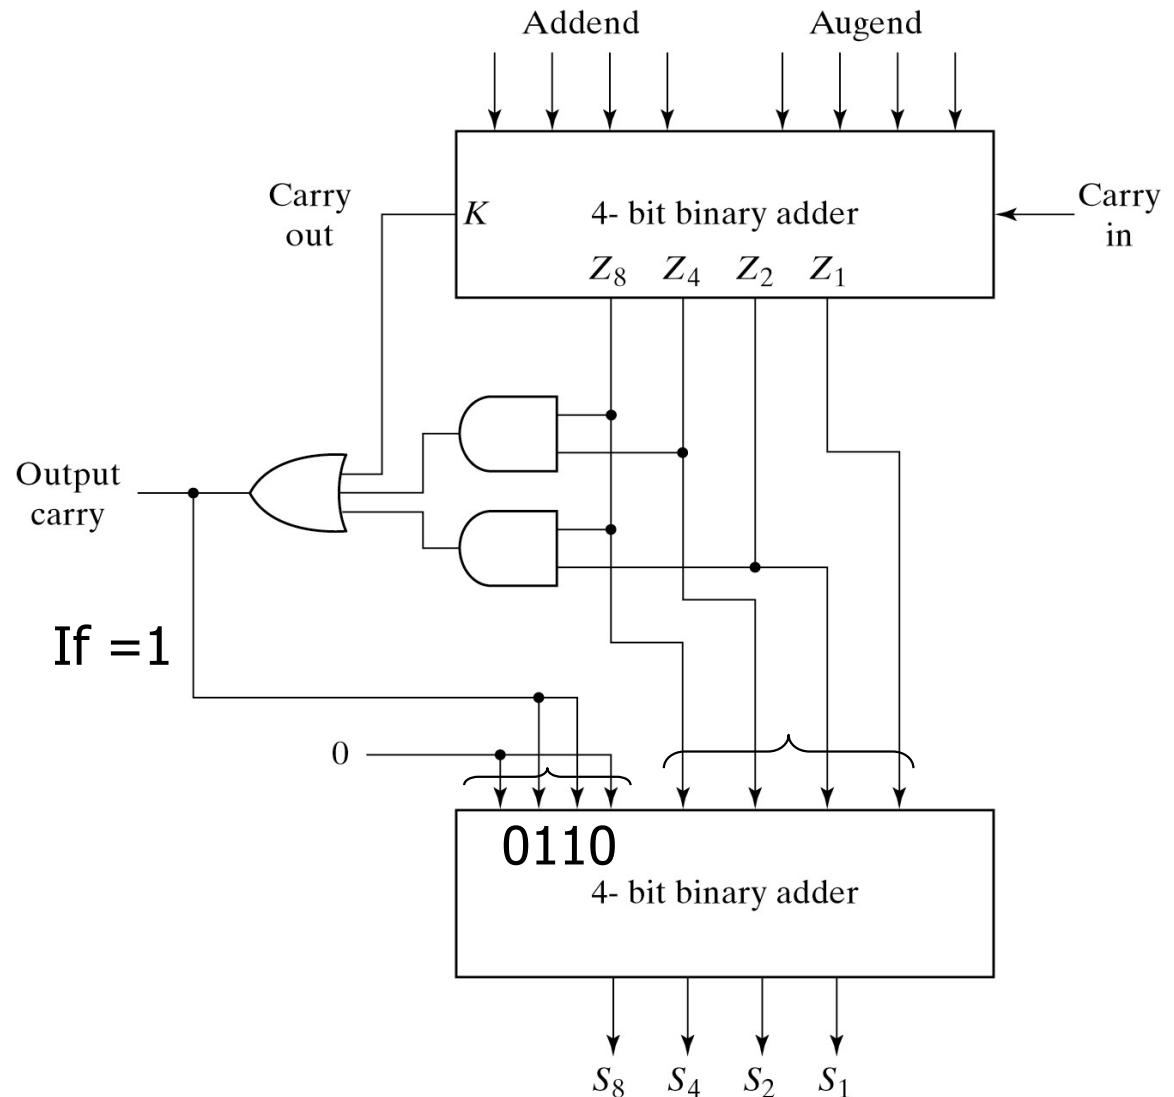 Addend
Augend
Carry
out
K
4- bit binary adder
Carry
in
Z8 Z4 Z2 Z1
Output
carry
If =1
0
0110
4- bit binary adder
S8 S4 S2 S1